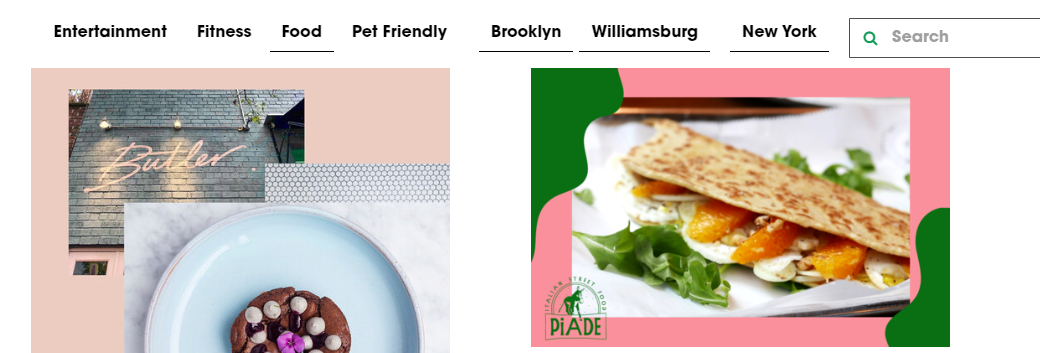 Entertainment Fitness Food Pet Friendly Brooklyn Williamsburg New York Search
Butler
ITALIAN STREET FOOD
PiADE